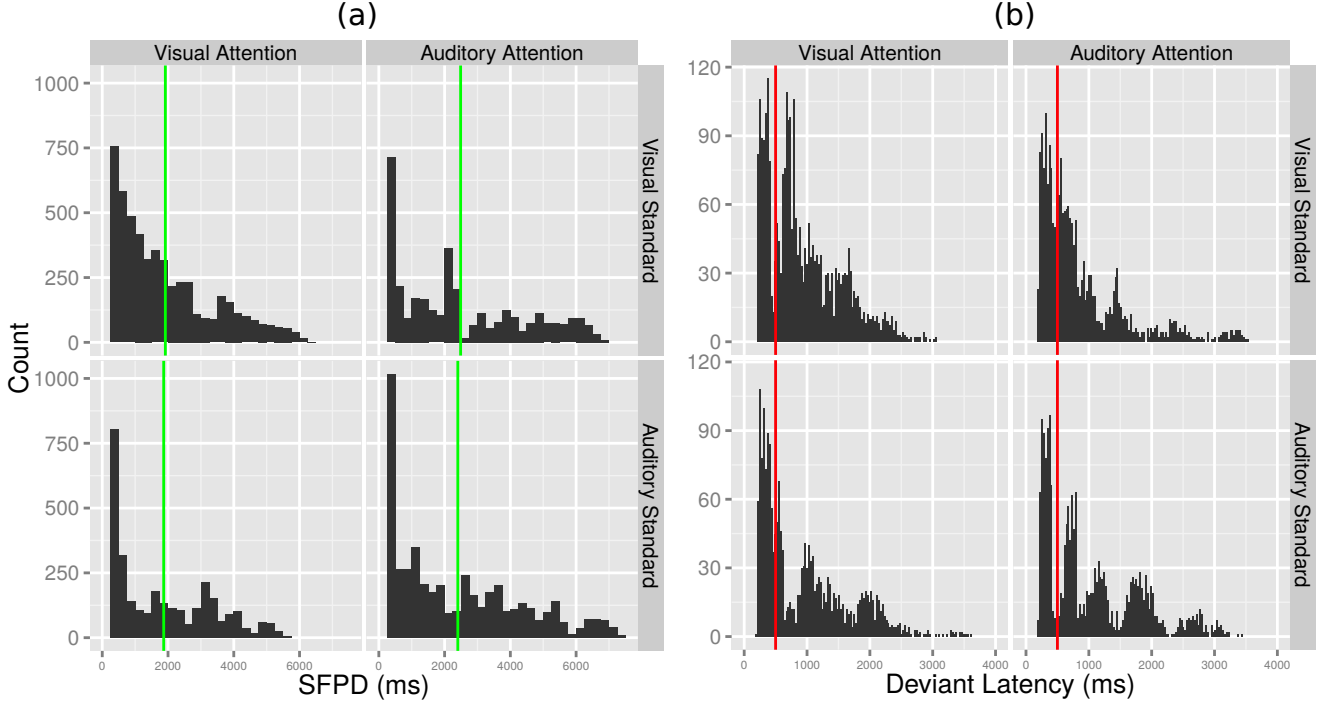 (a)
(b)
Visual Attention
Auditory Attention
Visual Attention
Auditory Attention
1000
750
500
250
0
Visual Standard
120
90
60
30
0
Visual Standard
Count
1000
750
500
250
0
Auditory Standard
120
90
60
30
0
Auditory Standard
0
2000
4000
6000
0
2000
4000
6000
0
1000
2000
3000
4000
0
1000
2000
3000
4000
SFPD (ms)
Deviant Latency (ms)